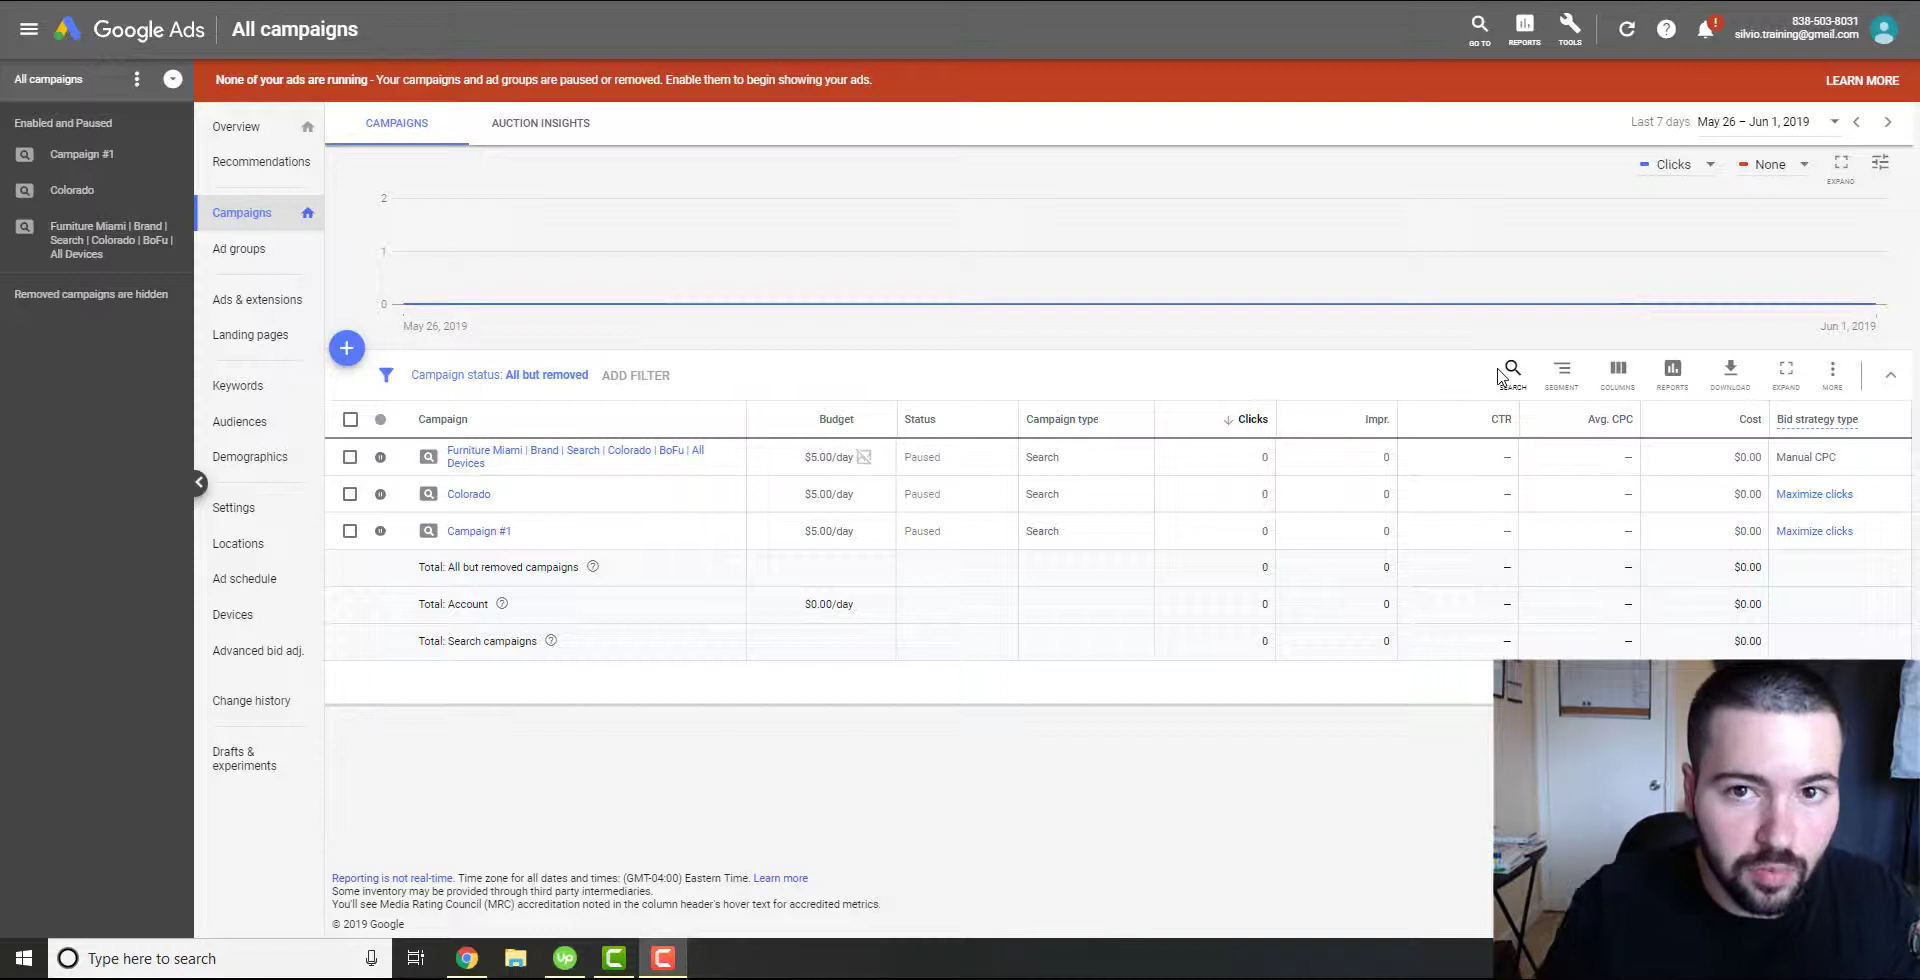 Google Ads
All campaigns
GO TO
REPORTS
TOOLS
?
!
838-503-8031
silvio.training@gmail.com
All campaigns
None of your ads are running - Your campaigns and ad groups are paused or removed. Enable them to begin showing your ads.
LEARN MORE
Enabled and Paused
Campaign #1
Colorado
Furniture Miami | Brand |
Search | Colorado | BoFu |
All Devices
Removed campaigns are hidden
Overview
Recommendations
Campaigns
Ad groups
Ads & extensions
Landing pages
Keywords
Audiences
Demographics
Settings
Locations
Ad schedule
Devices
Advanced bid adj.
Change history
Drafts &
experiments
CAMPAIGNS
AUCTION INSIGHTS
Last 7 days May 26 – Jun 1, 2019
Clicks
None
EXPAND
2
1
0
May 26, 2019
Jun 1, 2019
+
Campaign status: All but removed ADD FILTER
SEARCH
SEGMENT
COLUMNS
REPORTS
DOWNLOAD
EXPAND
MORE
Campaign Budget Status Campaign type Clicks Impr. CTR Avg. CPC Cost Bid strategy type
Furniture Miami | Brand | Search | Colorado | BoFu | All
Devices
$5.00/day Paused Search 0 0 – – $0.00 Manual CPC
Colorado $5.00/day Paused Search 0 0 – – $0.00 Maximize clicks
Campaign #1 $5.00/day Paused Search 0 0 – – $0.00 Maximize clicks
Total: All but removed campaigns ? 0 0 – – $0.00
Total: Account ? $0.00/day 0 0 – – $0.00
Total: Search campaigns ? 0 0 – – $0.00
Reporting is not real-time. Time zone for all dates and times: (GMT-04:00) Eastern Time. Learn more
Some inventory may be provided through third party intermediaries.
You'll see Media Rating Council (MRC) accreditation noted in the column header's hover text for accredited metrics.
© 2019 Google
Type here to search
Up
C
C